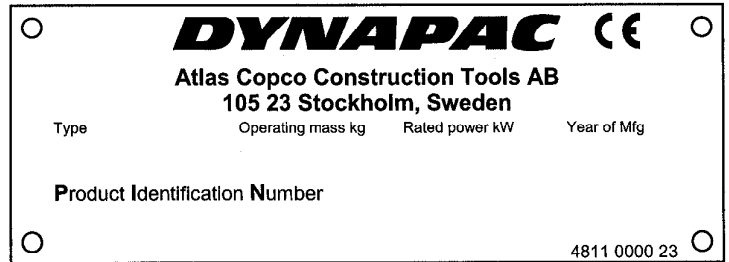 DYNAPAC CE
Atlas Copco Construction Tools AB
105 23 Stockholm, Sweden
Type Operating mass kg Rated power kW Year of Mfg
Product Identification Number
4811 0000 23